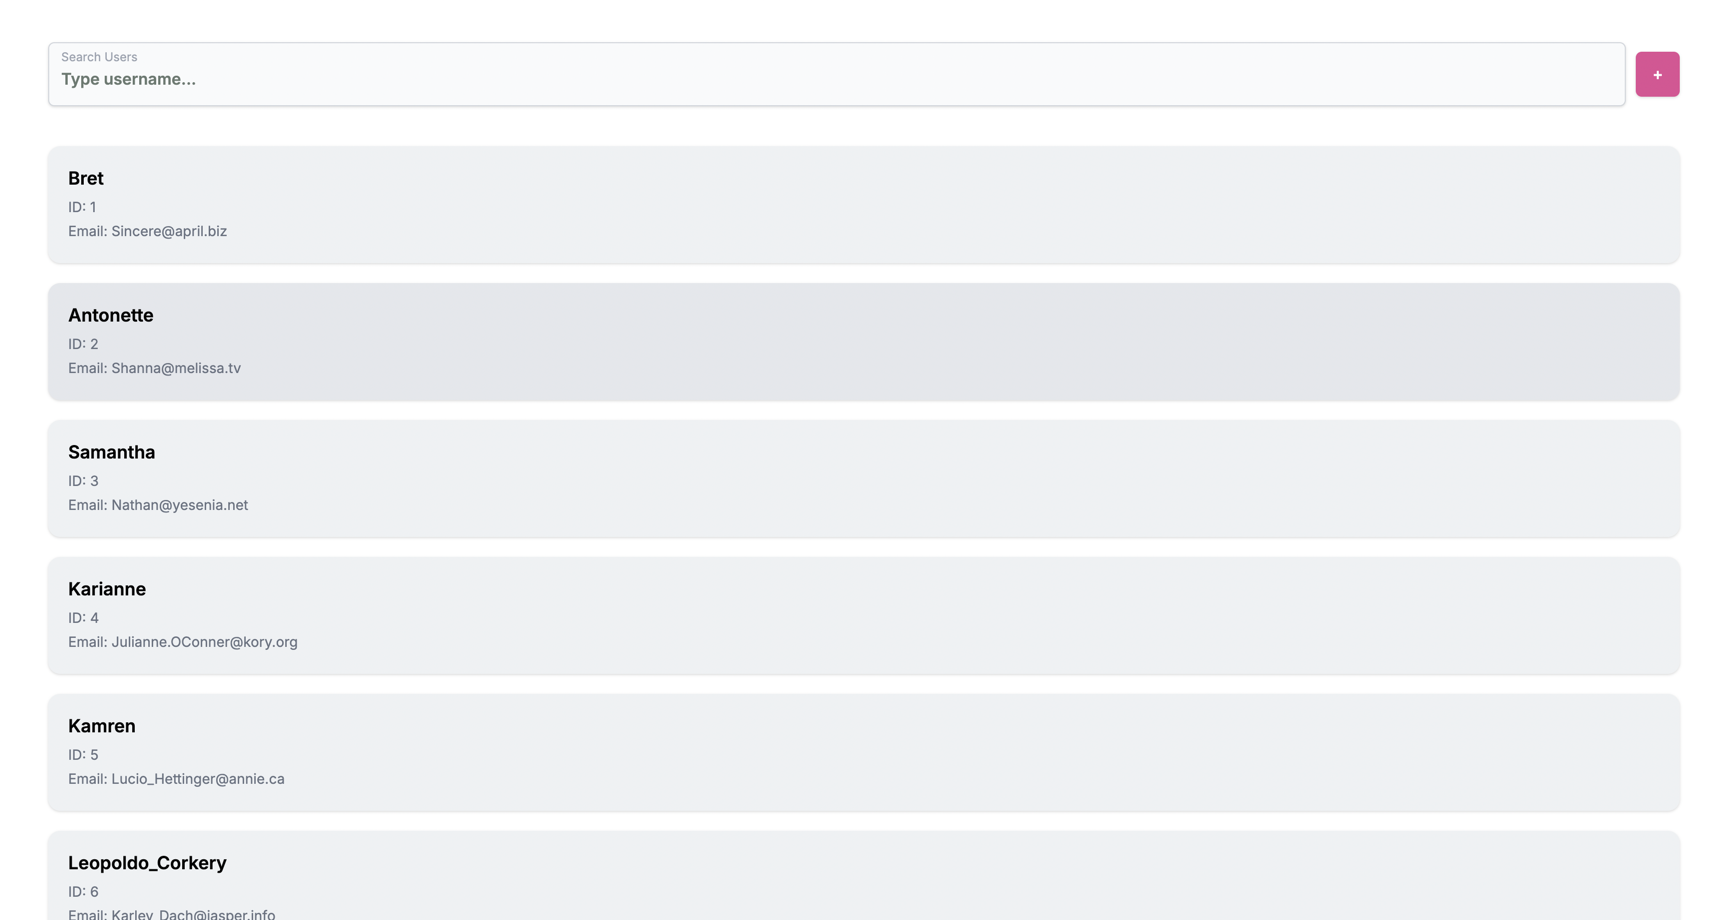 Search Users
Type username...
+
Bret
ID: 1
Email: Sincere@april.biz
Antonette
ID: 2
Email: Shanna@melissa.tv
Samantha
ID: 3
Email: Nathan@yesenia.net
Karianne
ID: 4
Email: Julianne.OConner@kory.org
Kamren
ID: 5
Email: Lucio_Hettinger@annie.ca
Leopoldo_Corkery
ID: 6
Email: Karley_Dach@jasper.info